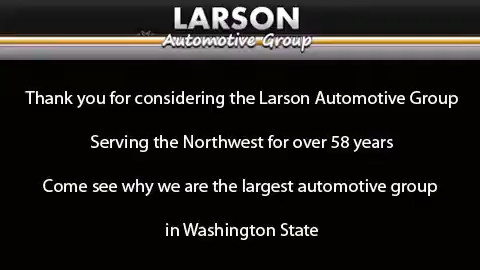 LARSON
Automotive Group
Thank you for considering the Larson Automotive Group
Serving the Northwest for over 58 years
Come see why we are the largest automotive group
in Washington State